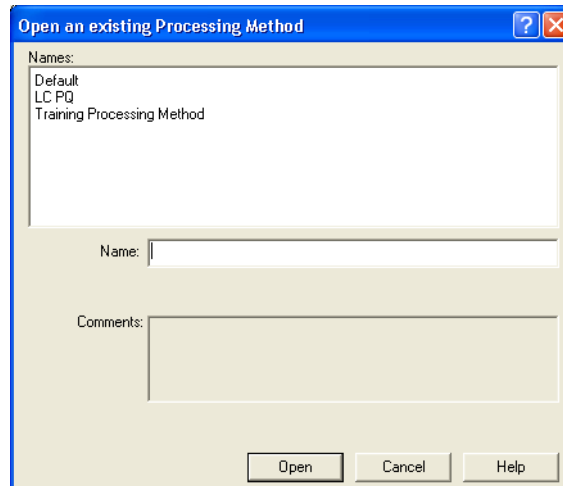 Open an existing Processing Method
?
Names:
Default
LC PQ
Training Processing Method
Name:
Comments:
Open Cancel Help